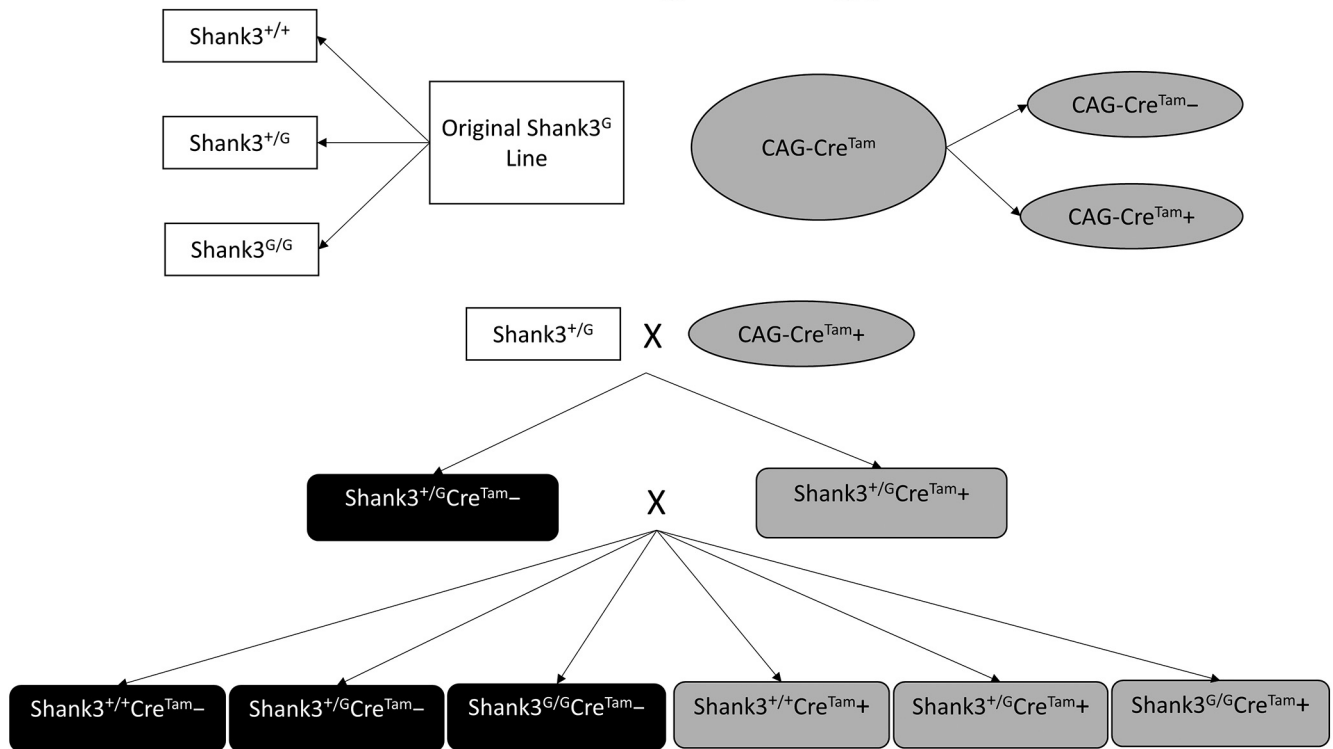 Shank3⁺/⁺
Shank3⁺/ᴳ
Shank3ᴳ/ᴳ
Original Shank3ᴳ
Line
CAG-Creᵀᵃᵐ
CAG-Creᵀᵃᵐ–
CAG-Creᵀᵃᵐ+
Shank3⁺/ᴳ X CAG-Creᵀᵃᵐ+
Shank3⁺/ᴳCreᵀᵃᵐ– X Shank3⁺/ᴳCreᵀᵃᵐ+
Shank3⁺/⁺Creᵀᵃᵐ– Shank3⁺/ᴳCreᵀᵃᵐ– Shank3ᴳ/ᴳCreᵀᵃᵐ– Shank3⁺/⁺Creᵀᵃᵐ+ Shank3⁺/ᴳCreᵀᵃᵐ+ Shank3ᴳ/ᴳCreᵀᵃᵐ+